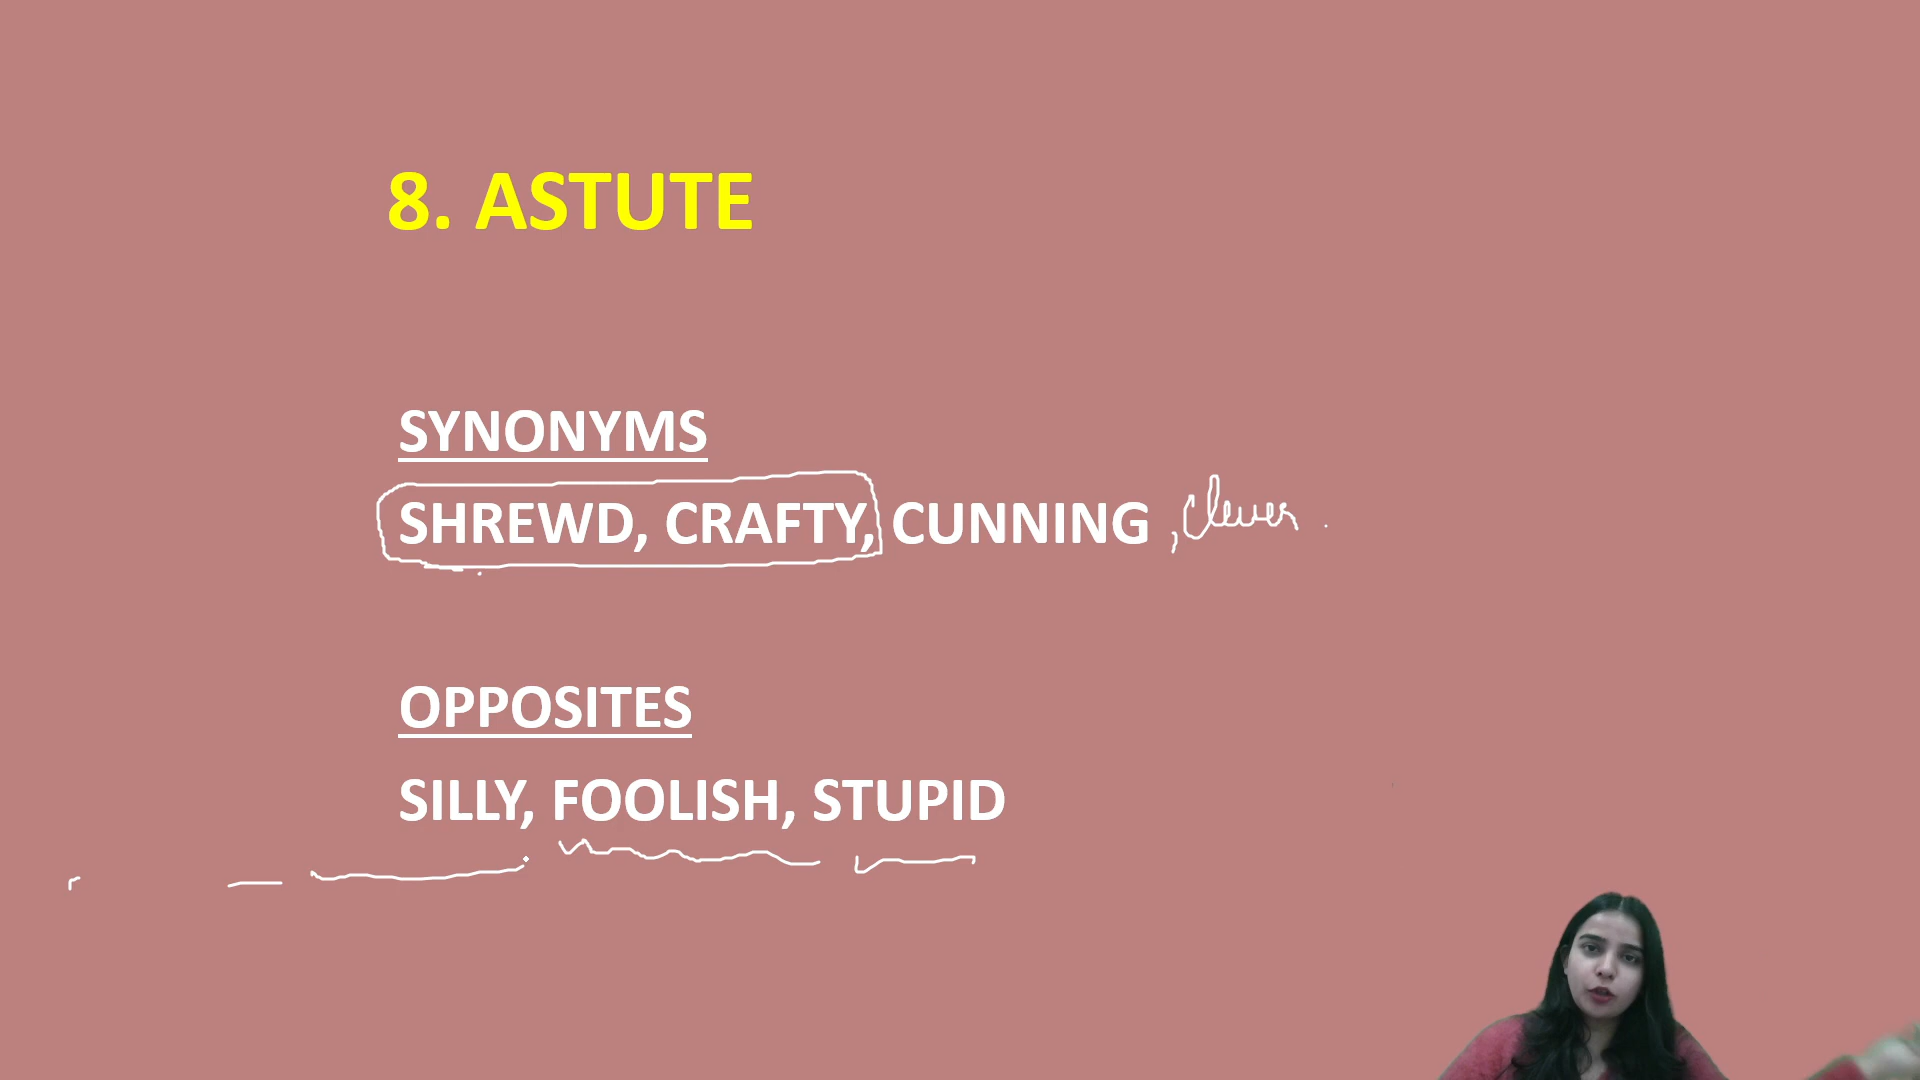 8. ASTUTE
SYNONYMS
SHREWD, CRAFTY, CUNNING , clever .
OPPOSITES
SILLY, FOOLISH, STUPID